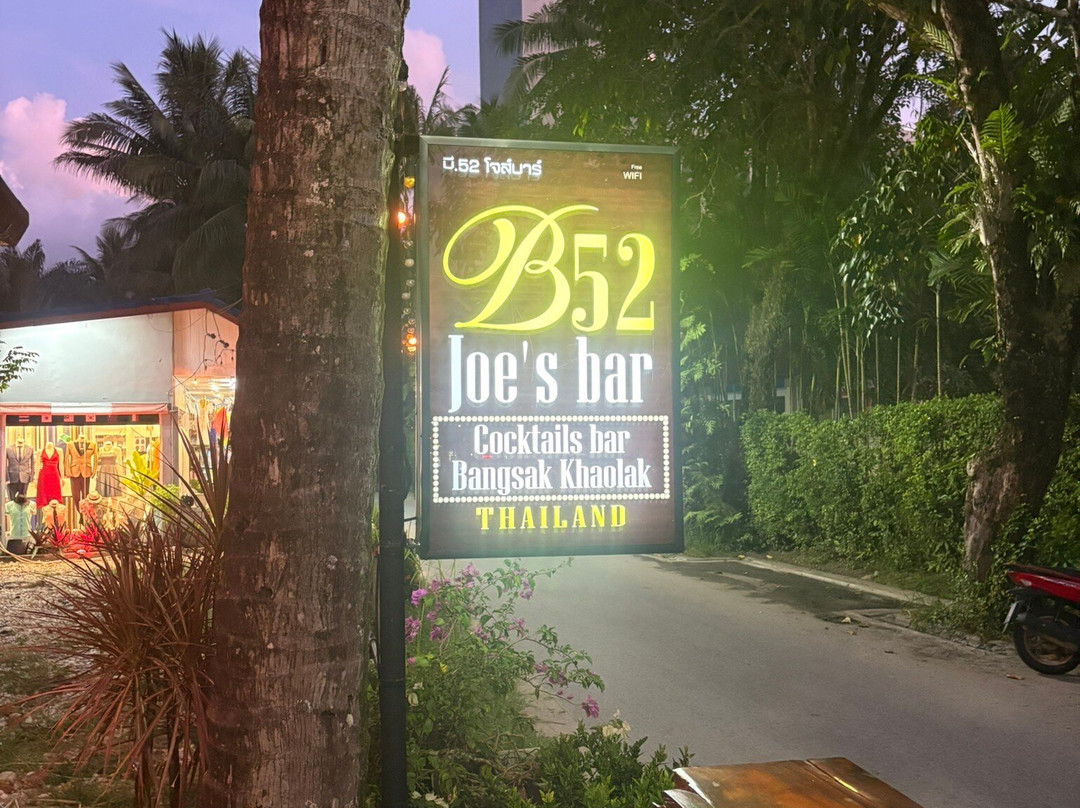 บี.52 โจส์บาร์
Free
WIFI
B52
Joe's bar
Cocktails bar
Bangsak Khaolak
THAILAND